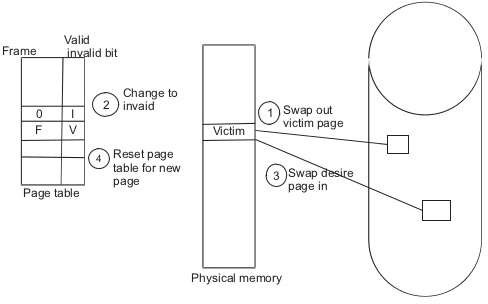 Frame
Valid
invalid bit
2
Change to
invaid
0 I
F V
4
Reset page
table for new
page
Page table
Victim
1
Swap out
victim page
3
Swap desire
page in
Physical memory